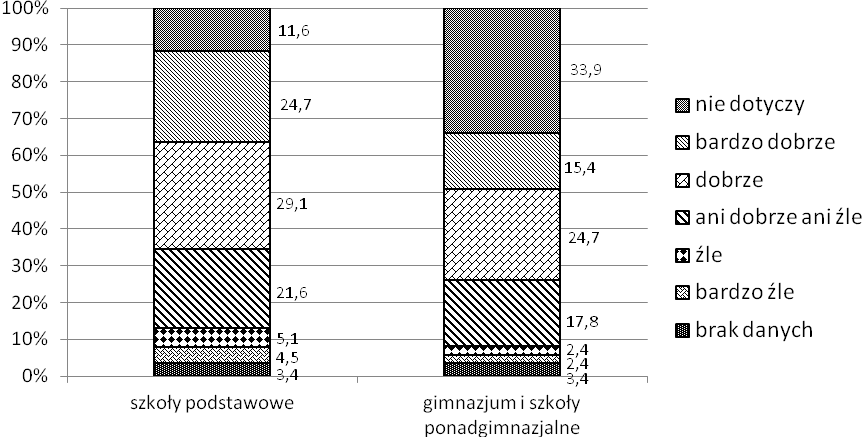 100%
90%
80%
70%
60%
50%
40%
30%
20%
10%
0%
11,6
24,7
29,1
21,6
5,1
4,5
3,4
33,9
15,4
24,7
17,8
2,4
2,4
3,4
szkoły podstawowe
gimnazjum i szkoły
ponadgimnazjalne
nie dotyczy
bardzo dobrze
dobrze
ani dobrze ani źle
źle
bardzo źle
brak danych